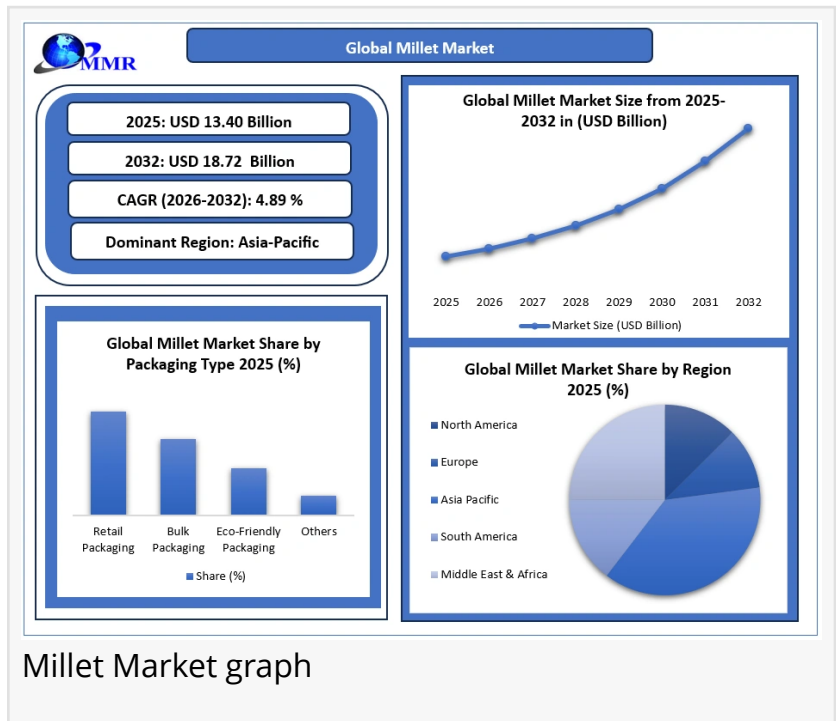 MMR
Global Millet Market
2025: USD 13.40 Billion
2032: USD 18.72 Billion
CAGR (2026-2032): 4.89 %
Dominant Region: Asia-Pacific
Global Millet Market Size from 2025-
2032 in (USD Billion)
2025 2026 2027 2028 2029 2030 2031 2032
Market Size (USD Billion)
Global Millet Market Share by
Packaging Type 2025 (%)
Retail Packaging
Bulk Packaging
Eco-Friendly Packaging
Others
Share (%)
Global Millet Market Share by Region
2025 (%)
North America
Europe
Asia Pacific
South America
Middle East & Africa
Millet Market graph